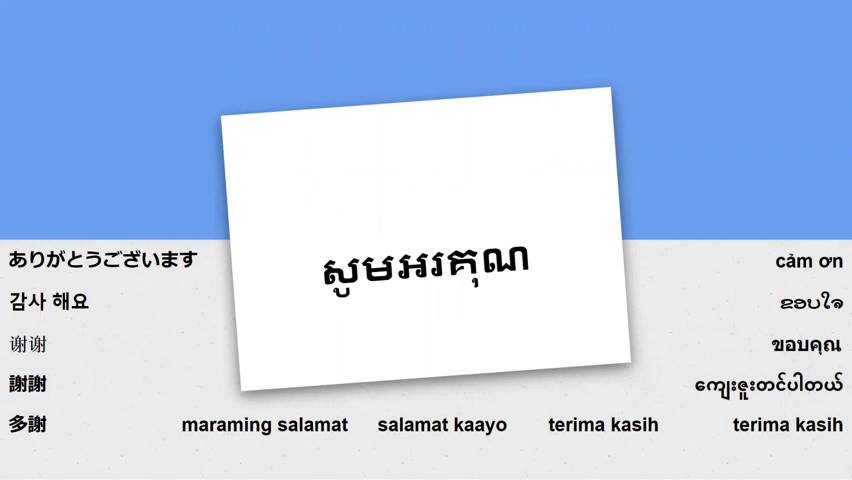 សូមអរគុណ
ありがとうございます
cảm ơn
감사 해요
ຂອບໃຈ
谢谢
ขอบคุณ
謝謝
ကျေးဇူးတင်ပါတယ်
多謝
maraming salamat
salamat kaayo
terima kasih
terima kasih